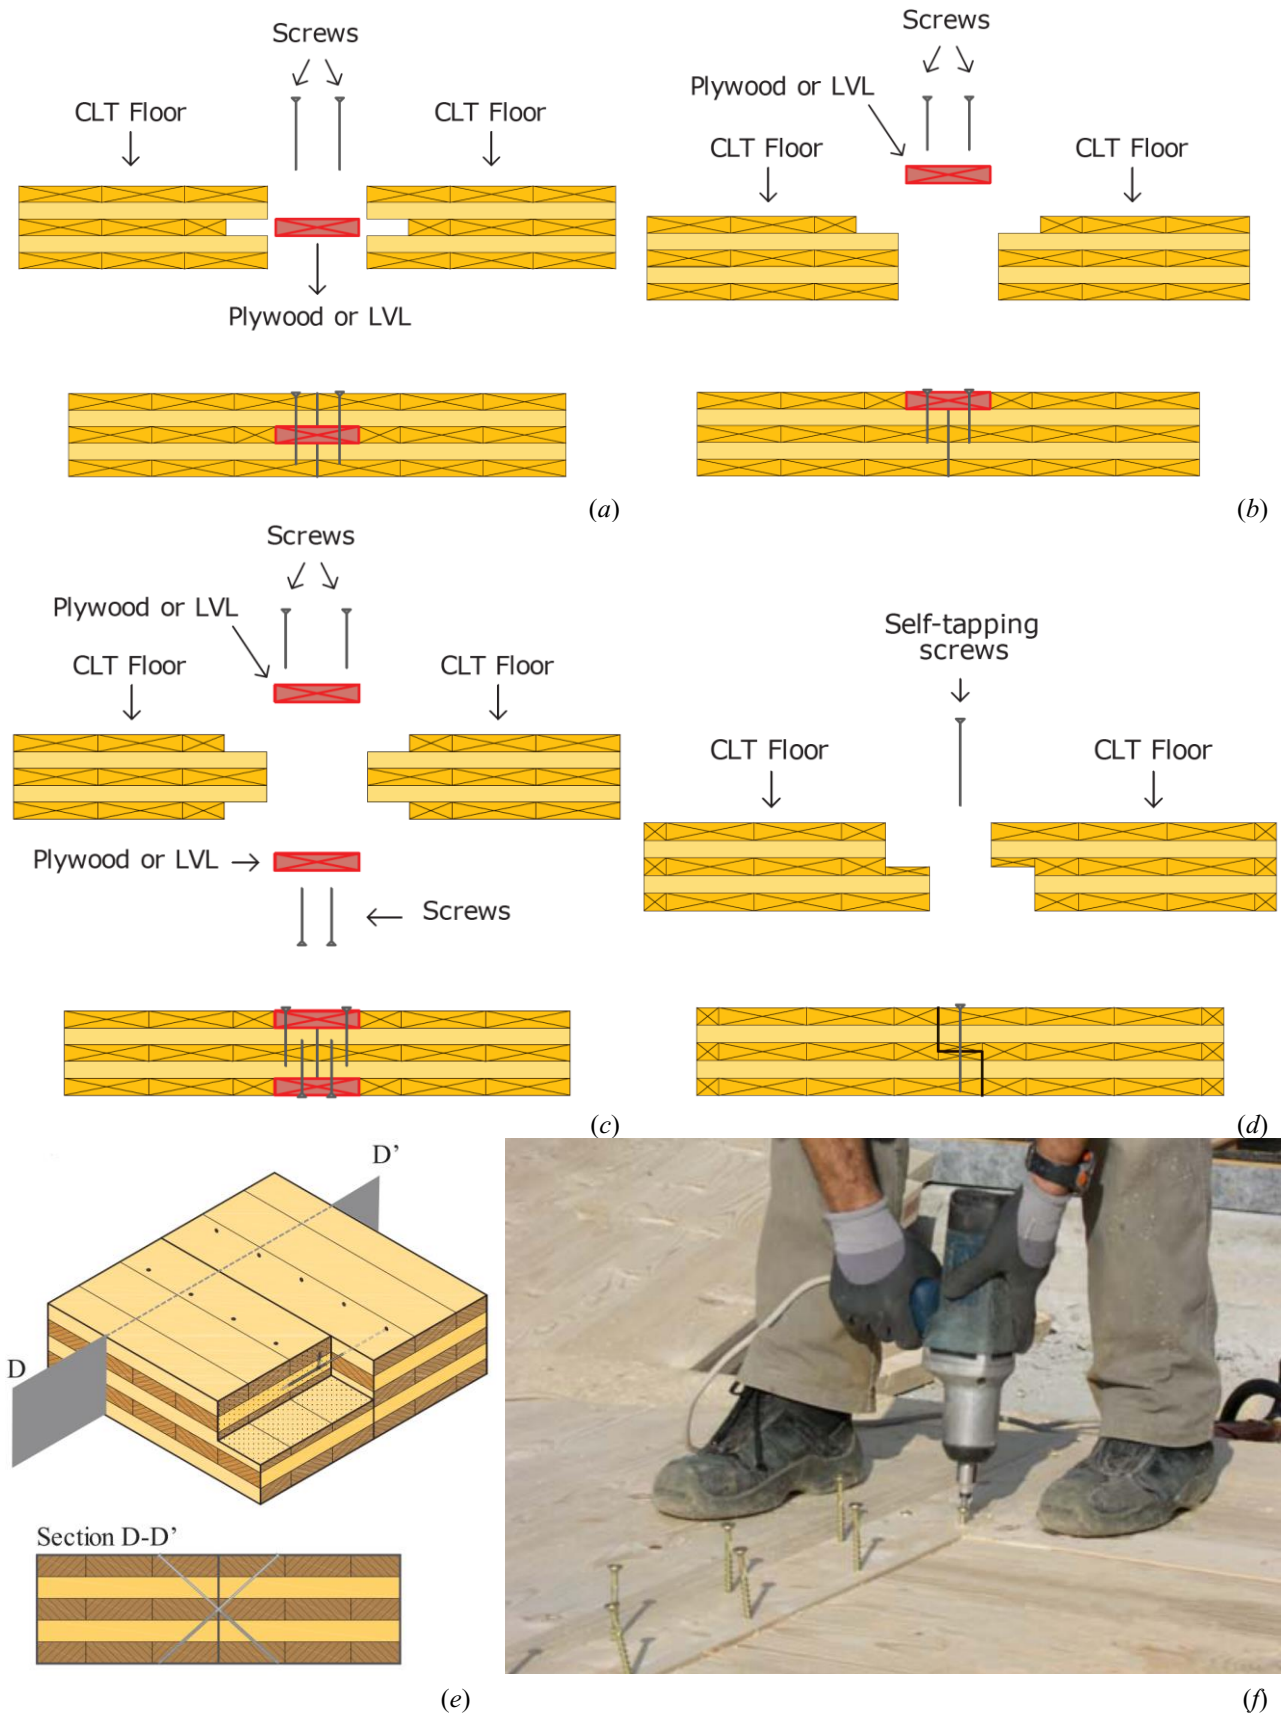 Screws
CLT Floor
CLT Floor
Plywood or LVL
(a)
Screws
Plywood or LVL
CLT Floor
CLT Floor
(b)
Screws
Plywood or LVL
CLT Floor
CLT Floor
Plywood or LVL
Screws
(c)
Self-tapping
screws
CLT Floor
CLT Floor
(d)
D’
D
Section D-D’
(e)
(f)